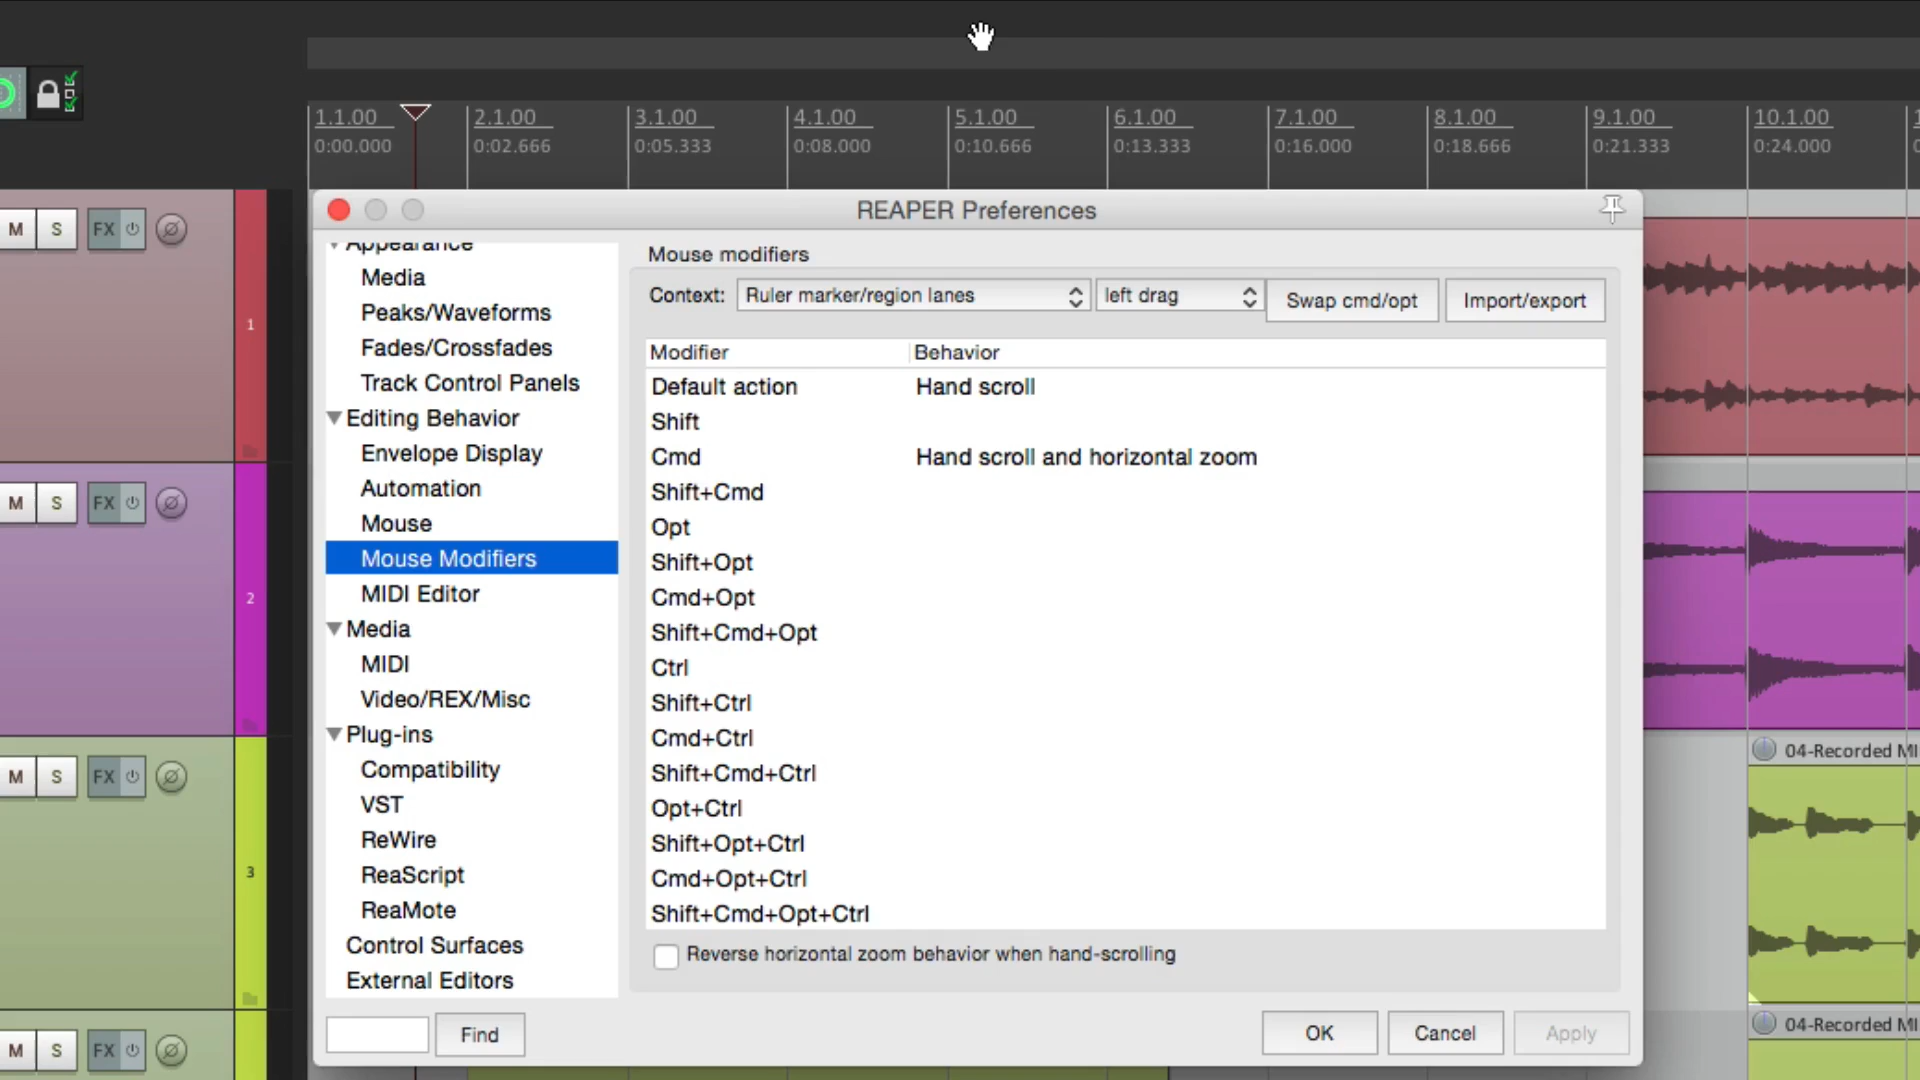 1.1.00 2.1.00 3.1.00 4.1.00 5.1.00 6.1.00 7.1.00 8.1.00 9.1.00 10.1.00
0:00.000 0:02.666 0:05.333 0:08.000 0:10.666 0:13.333 0:16.000 0:18.666 0:21.333 0:24.000
M S FX
1
M S FX
2
M S FX
3
M S FX
REAPER Preferences
Appearance
Media
Peaks/Waveforms
Fades/Crossfades
Track Control Panels
Editing Behavior
Envelope Display
Automation
Mouse
Mouse Modifiers
MIDI Editor
Media
MIDI
Video/REX/Misc
Plug-ins
Compatibility
VST
ReWire
ReaScript
ReaMote
Control Surfaces
External Editors
Find
Mouse modifiers
Context: Ruler marker/region lanes left drag Swap cmd/opt Import/export
Modifier Behavior
Default action Hand scroll
Shift
Cmd Hand scroll and horizontal zoom
Shift+Cmd
Opt
Shift+Opt
Cmd+Opt
Shift+Cmd+Opt
Ctrl
Shift+Ctrl
Cmd+Ctrl
Shift+Cmd+Ctrl
Opt+Ctrl
Shift+Opt+Ctrl
Cmd+Opt+Ctrl
Shift+Cmd+Opt+Ctrl
Reverse horizontal zoom behavior when hand-scrolling
OK Cancel Apply
04-Recorded MI
04-Recorded MI